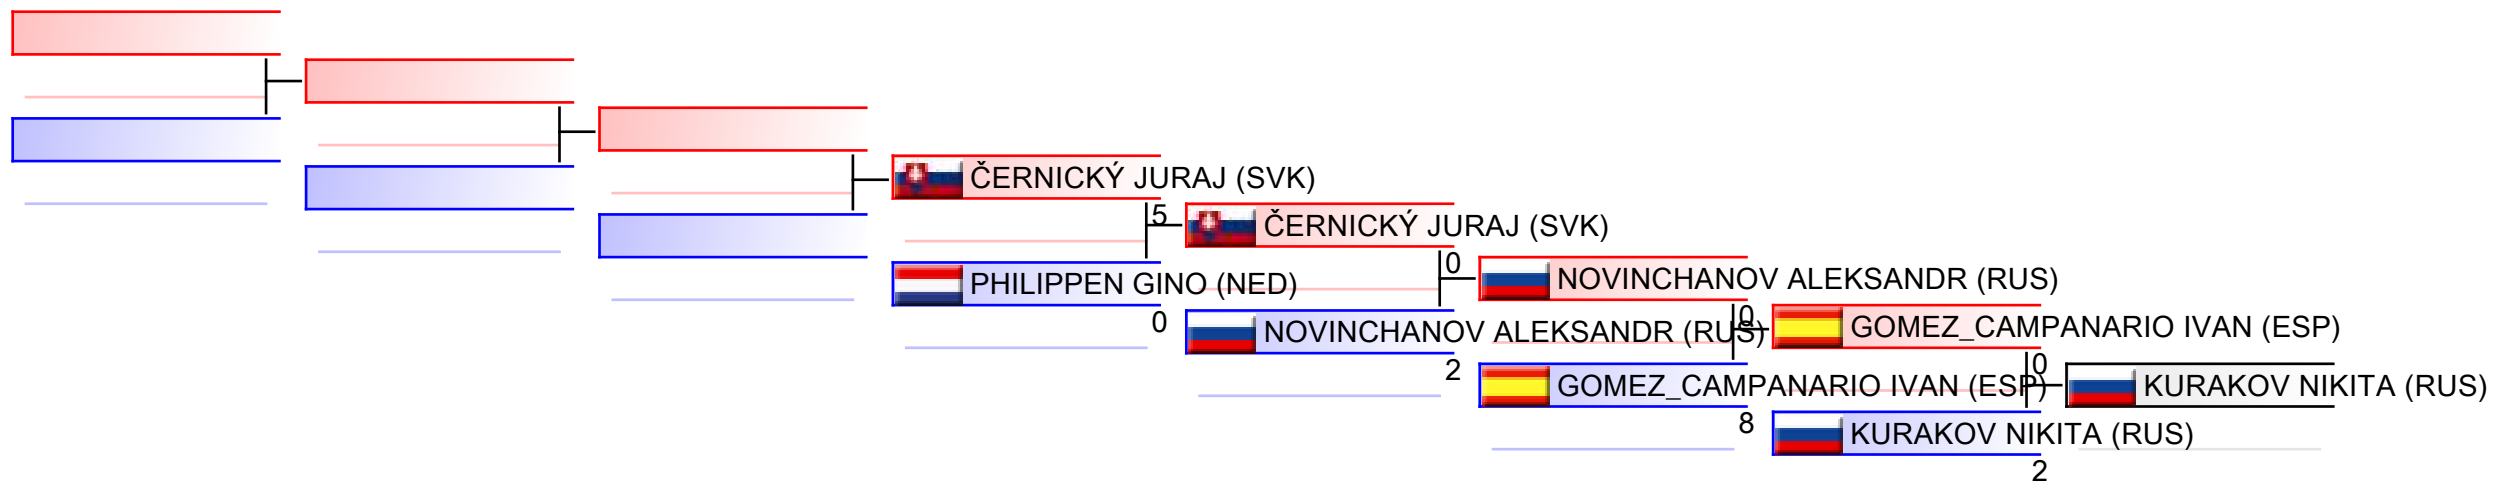 ČERNICKÝ JURAJ (SVK)
5
PHILIPPEN GINO (NED)
0
ČERNICKÝ JURAJ (SVK)
0
NOVINCHANOV ALEKSANDR (RUS)
2
NOVINCHANOV ALEKSANDR (RUS)
0
GOMEZ_CAMPANARIO IVAN (ESP)
8
GOMEZ_CAMPANARIO IVAN (ESP)
0
KURAKOV NIKITA (RUS)
2
KURAKOV NIKITA (RUS)